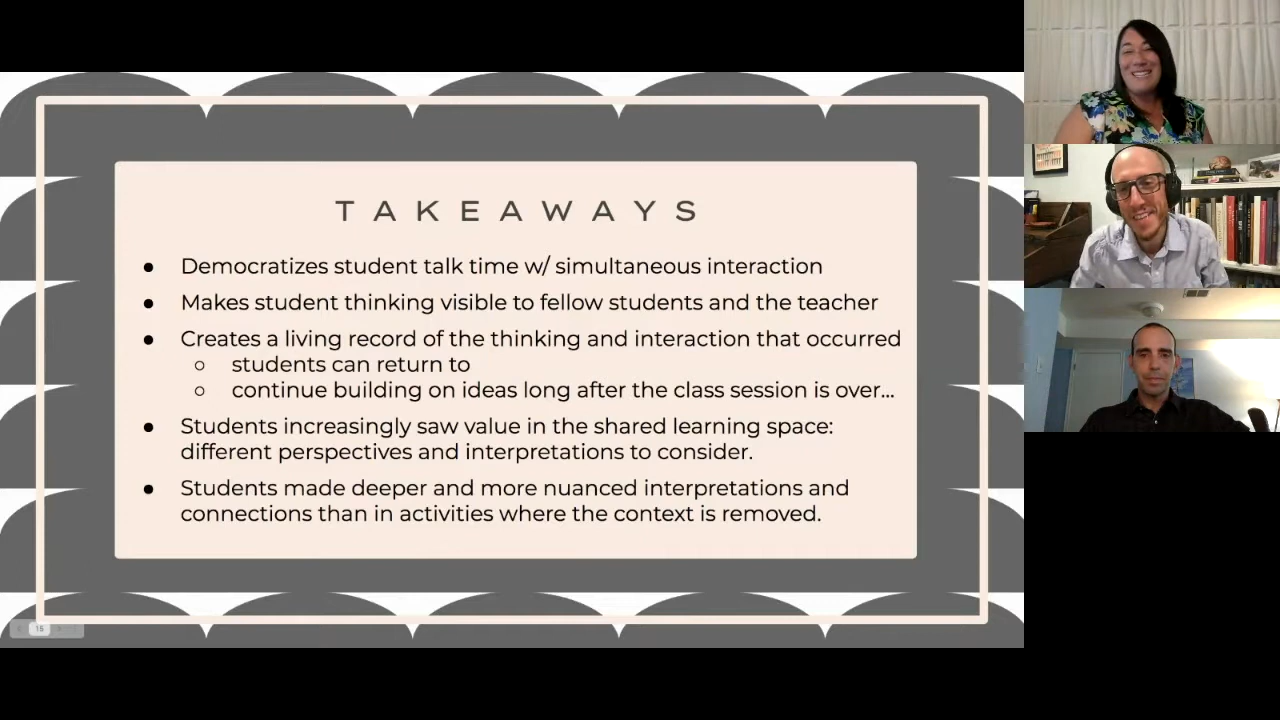 TAKEAWAYS
● Democratizes student talk time w/ simultaneous interaction
● Makes student thinking visible to fellow students and the teacher
● Creates a living record of the thinking and interaction that occurred
○ students can return to
○ continue building on ideas long after the class session is over...
● Students increasingly saw value in the shared learning space:
different perspectives and interpretations to consider.
● Students made deeper and more nuanced interpretations and
connections than in activities where the context is removed.
15